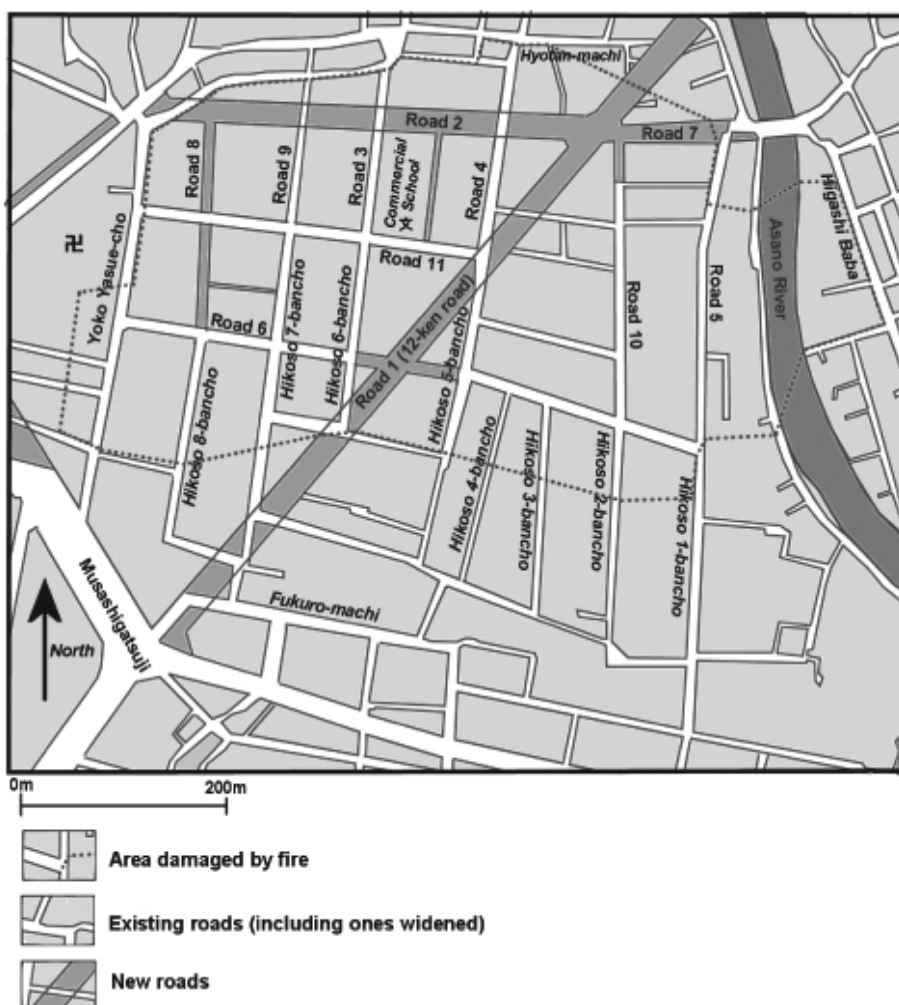 Hyotan-machi
Road 2
Road 7
Road 8
Road 9
Road 3
Commercial
School
Road 4
Hiigashi Baba
Asano River
Yoko Yasue-cho
卍
Road 11
Road 6
Hikoso 7-bancho
Hikoso 6-bancho
Road 1 (12-ken road)
Hikoso 5-bancho
Road 10
Road 5
Hikoso 8-bancho
Hikoso 4-bancho
Hikoso 3-bancho
Hikoso 2-bancho
Hikoso 1-bancho
Musashigatsuji
Fukuro-machi
North
0m
200m
Area damaged by fire
Existing roads (including ones widened)
New roads